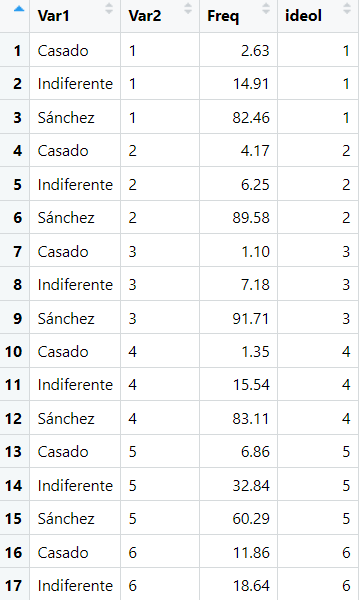 Var1 Var2 Freq ideol
1 Casado 1 2.63 1
2 Indiferente 1 14.91 1
3 Sánchez 1 82.46 1
4 Casado 2 4.17 2
5 Indiferente 2 6.25 2
6 Sánchez 2 89.58 2
7 Casado 3 1.10 3
8 Indiferente 3 7.18 3
9 Sánchez 3 91.71 3
10 Casado 4 1.35 4
11 Indiferente 4 15.54 4
12 Sánchez 4 83.11 4
13 Casado 5 6.86 5
14 Indiferente 5 32.84 5
15 Sánchez 5 60.29 5
16 Casado 6 11.86 6
17 Indiferente 6 18.64 6